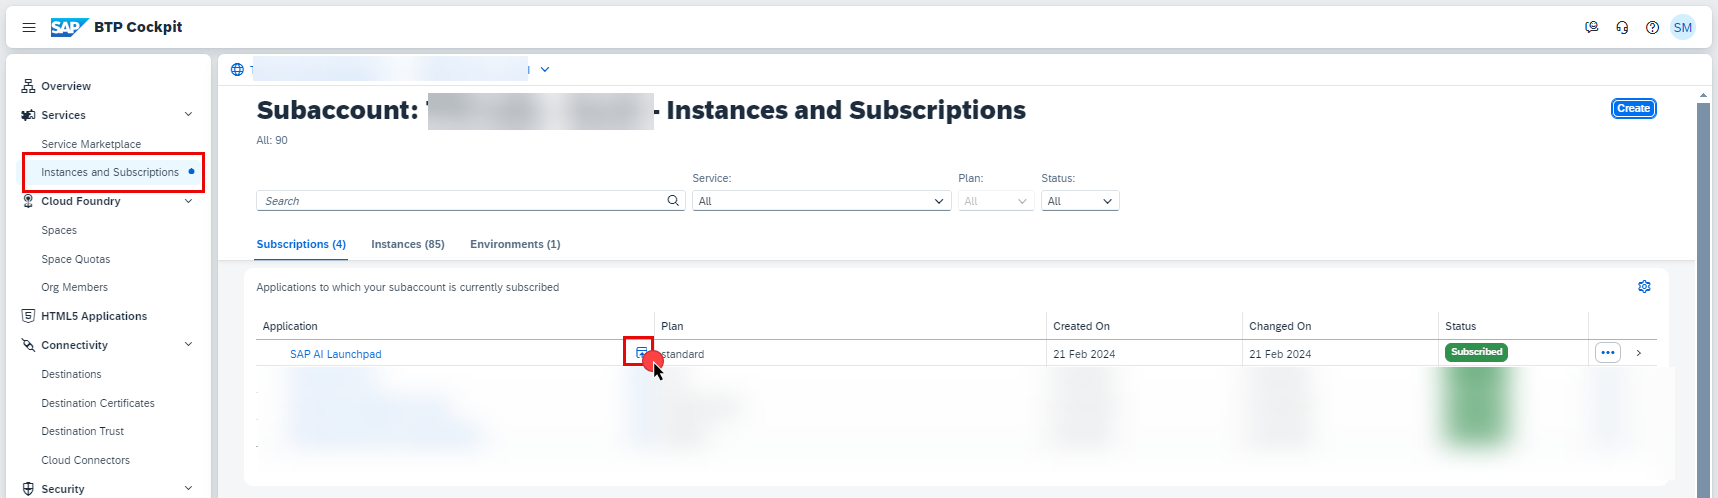 SAP BTP Cockpit SM
Overview
Services
Service Marketplace
Instances and Subscriptions
Cloud Foundry
Spaces
Space Quotas
Org Members
HTML5 Applications
Connectivity
Destinations
Destination Certificates
Destination Trust
Cloud Connectors
Security
Subaccount: - Instances and Subscriptions
Create
All: 90
Service: Plan: Status:
Search All All All
Subscriptions (4) Instances (85) Environments (1)
Applications to which your subaccount is currently subscribed
Application Plan Created On Changed On Status
SAP AI Launchpad standard 21 Feb 2024 21 Feb 2024 Subscribed